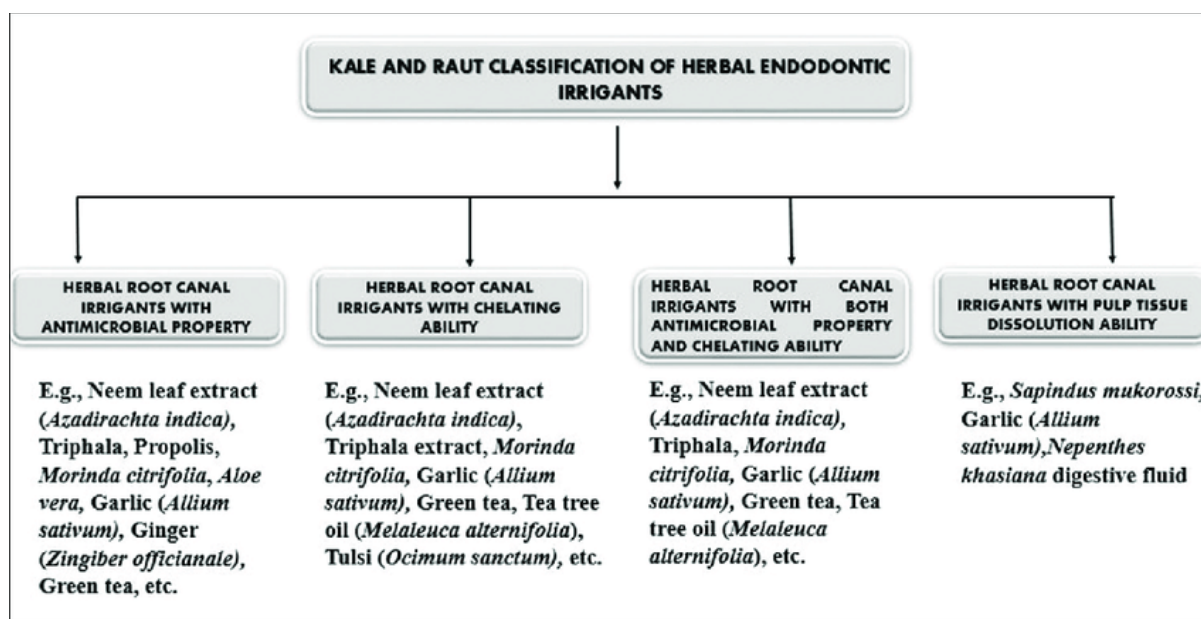 KALE AND RAUT CLASSIFICATION OF HERBAL ENDODONTIC
IRRIGANTS
HERBAL ROOT CANAL
IRRIGANTS WITH
ANTIMICROBIAL PROPERTY
E.g., Neem leaf extract
(Azadirachta indica),
Triphala, Propolis,
Morinda citrifolia, Aloe
vera, Garlic (Allium
sativum), Ginger
(Zingiber officianale),
Green tea, etc.
HERBAL ROOT CANAL
IRRIGANTS WITH CHELATING
ABILITY
E.g., Neem leaf extract
(Azadirachta indica),
Triphala extract, Morinda
citrifolia, Garlic (Allium
sativum), Green tea, Tea tree
oil (Melaleuca alternifolia),
Tulsi (Ocimum sanctum), etc.
HERBAL ROOT CANAL
IRRIGANTS WITH BOTH
ANTIMICROBIAL PROPERTY
AND CHELATING ABILITY
E.g., Neem leaf extract
(Azadirachta indica),
Triphala, Morinda
citrifolia, Garlic (Allium
sativum), Green tea, Tea
tree oil (Melaleuca
alternifolia), etc.
HERBAL ROOT CANAL
IRRIGANTS WITH PULP TISSUE
DISSOLUTION ABILITY
E.g., Sapindus mukorossi,
Garlic (Allium
sativum),Nepenthes
khasiana digestive fluid